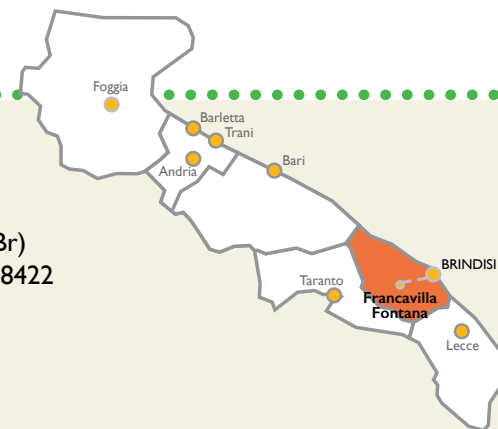 Foggia
Barletta
Trani
Andria
Bari
Br)
8422
BRINDISI
Taranto
Francavilla
Fontana
Lecce